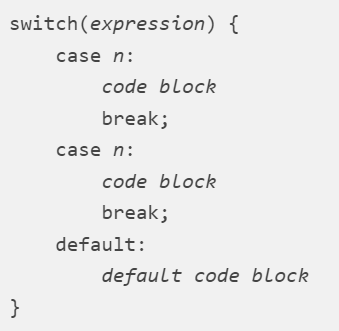 switch(expression) {
    case n:
        code block
        break;
    case n:
        code block
        break;
    default:
        default code block
}